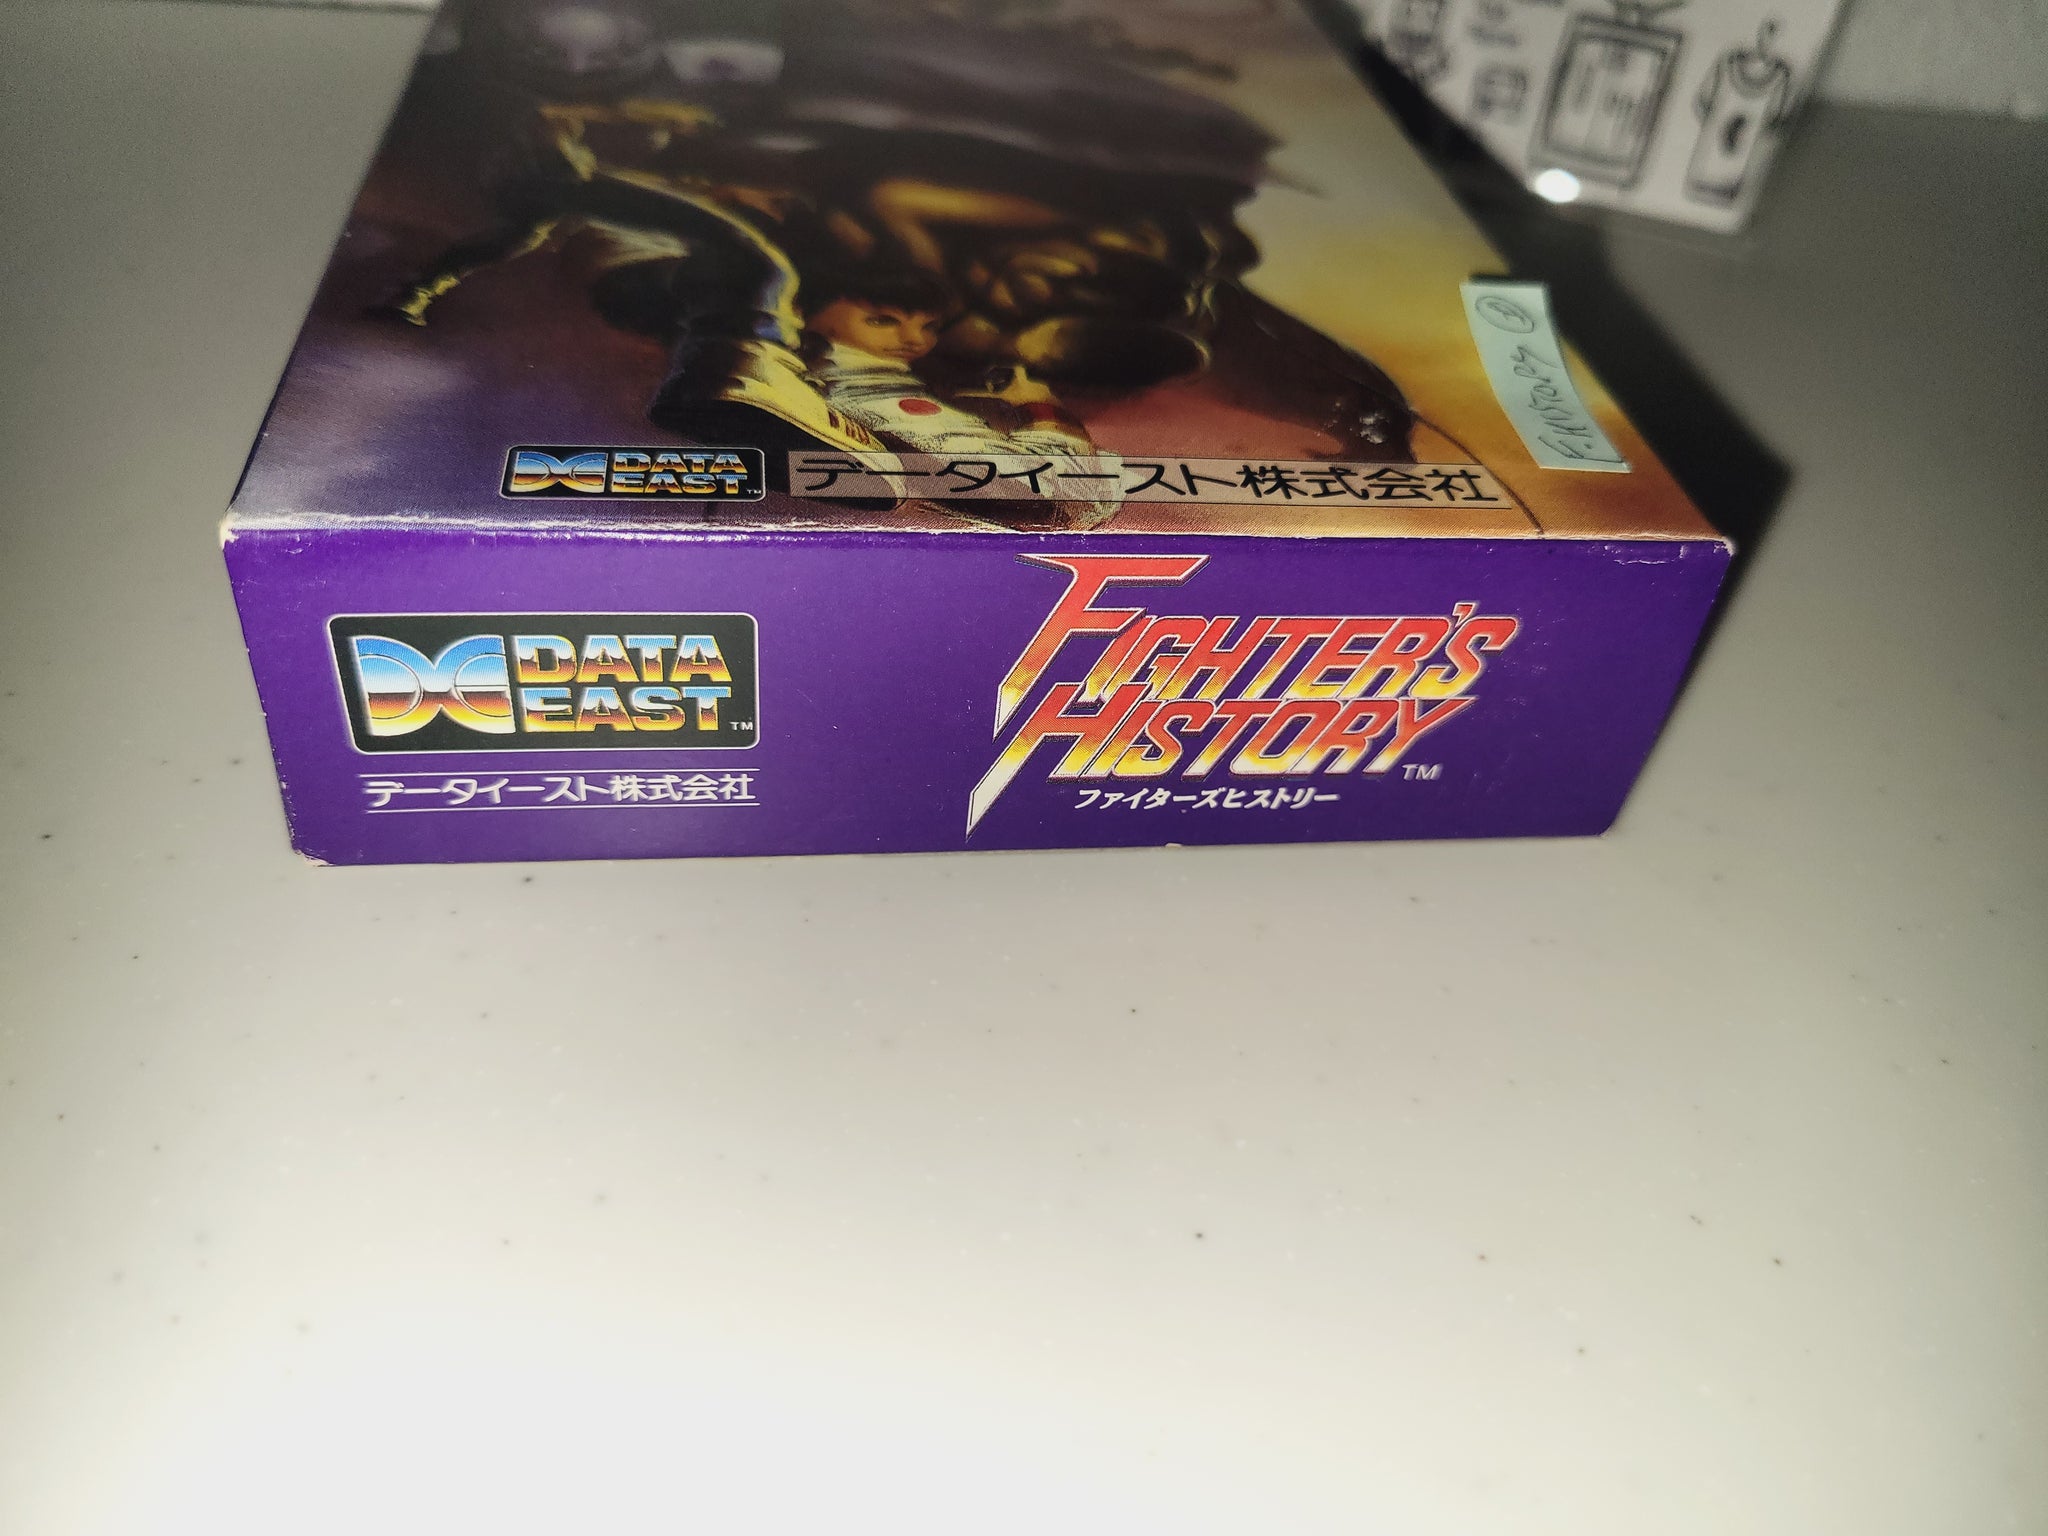 F.HISTORY
DATA
EAST
TM
データイースト株式会社
DATA
EAST
TM
データイースト株式会社
FIGHTER'S
HISTORY
TM
ファイターズヒストリー